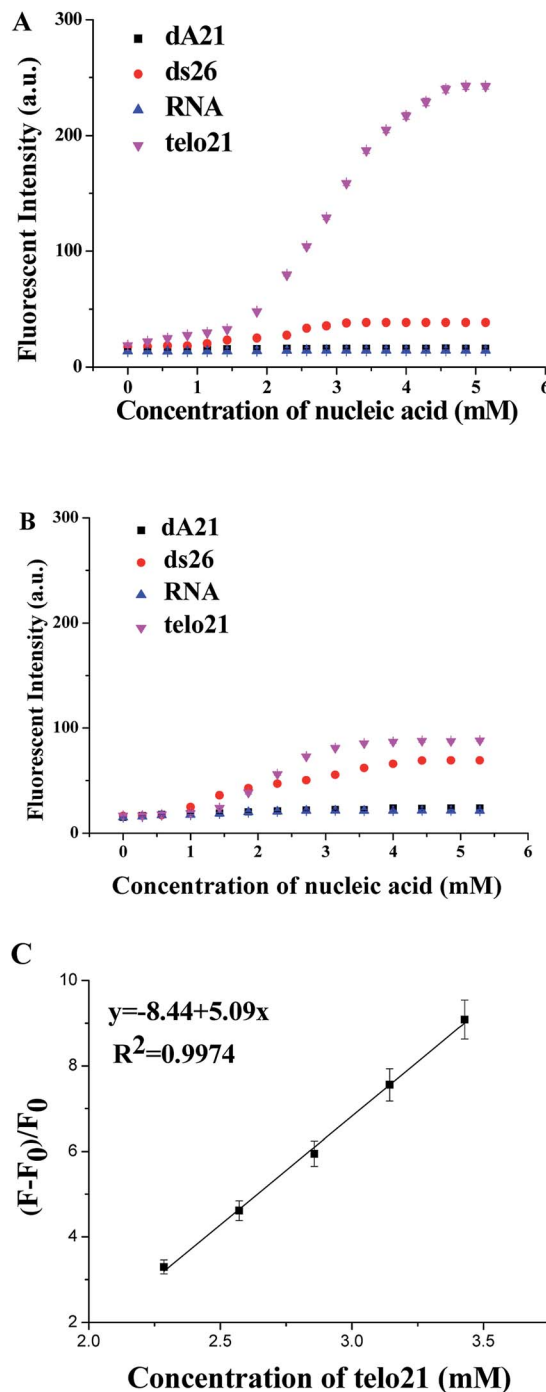 A
300
dA21
ds26
RNA
telo21
200
100
0
Fluorescent Intensity (a.u.)
0 1 2 3 4 5 6
Concentration of nucleic acid (mM)
B
300
dA21
ds26
RNA
telo21
200
100
0
Fluorescent Intensity (a.u.)
0 1 2 3 4 5 6
Concentration of nucleic acid (mM)
C
10
y=-8.44+5.09x
R²=0.9974
8
6
4
2
(F-F₀)/F₀
2.0 2.5 3.0 3.5
Concentration of telo21 (mM)